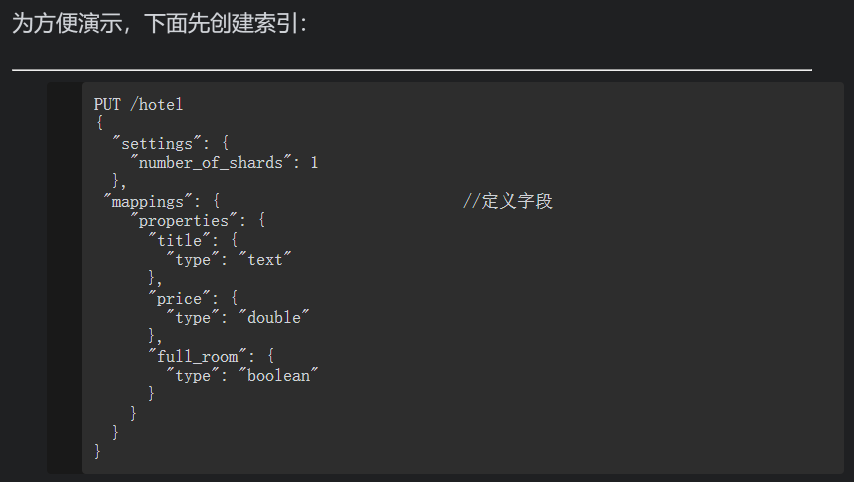 为方便演示，下面先创建索引：
PUT /hotel
{
  "settings": {
    "number_of_shards": 1
  },
 "mappings": {                           //定义字段
    "properties": {
      "title": {
        "type": "text"
      },
      "price": {
        "type": "double"
      },
      "full_room": {
        "type": "boolean"
      }
    }
  }
}